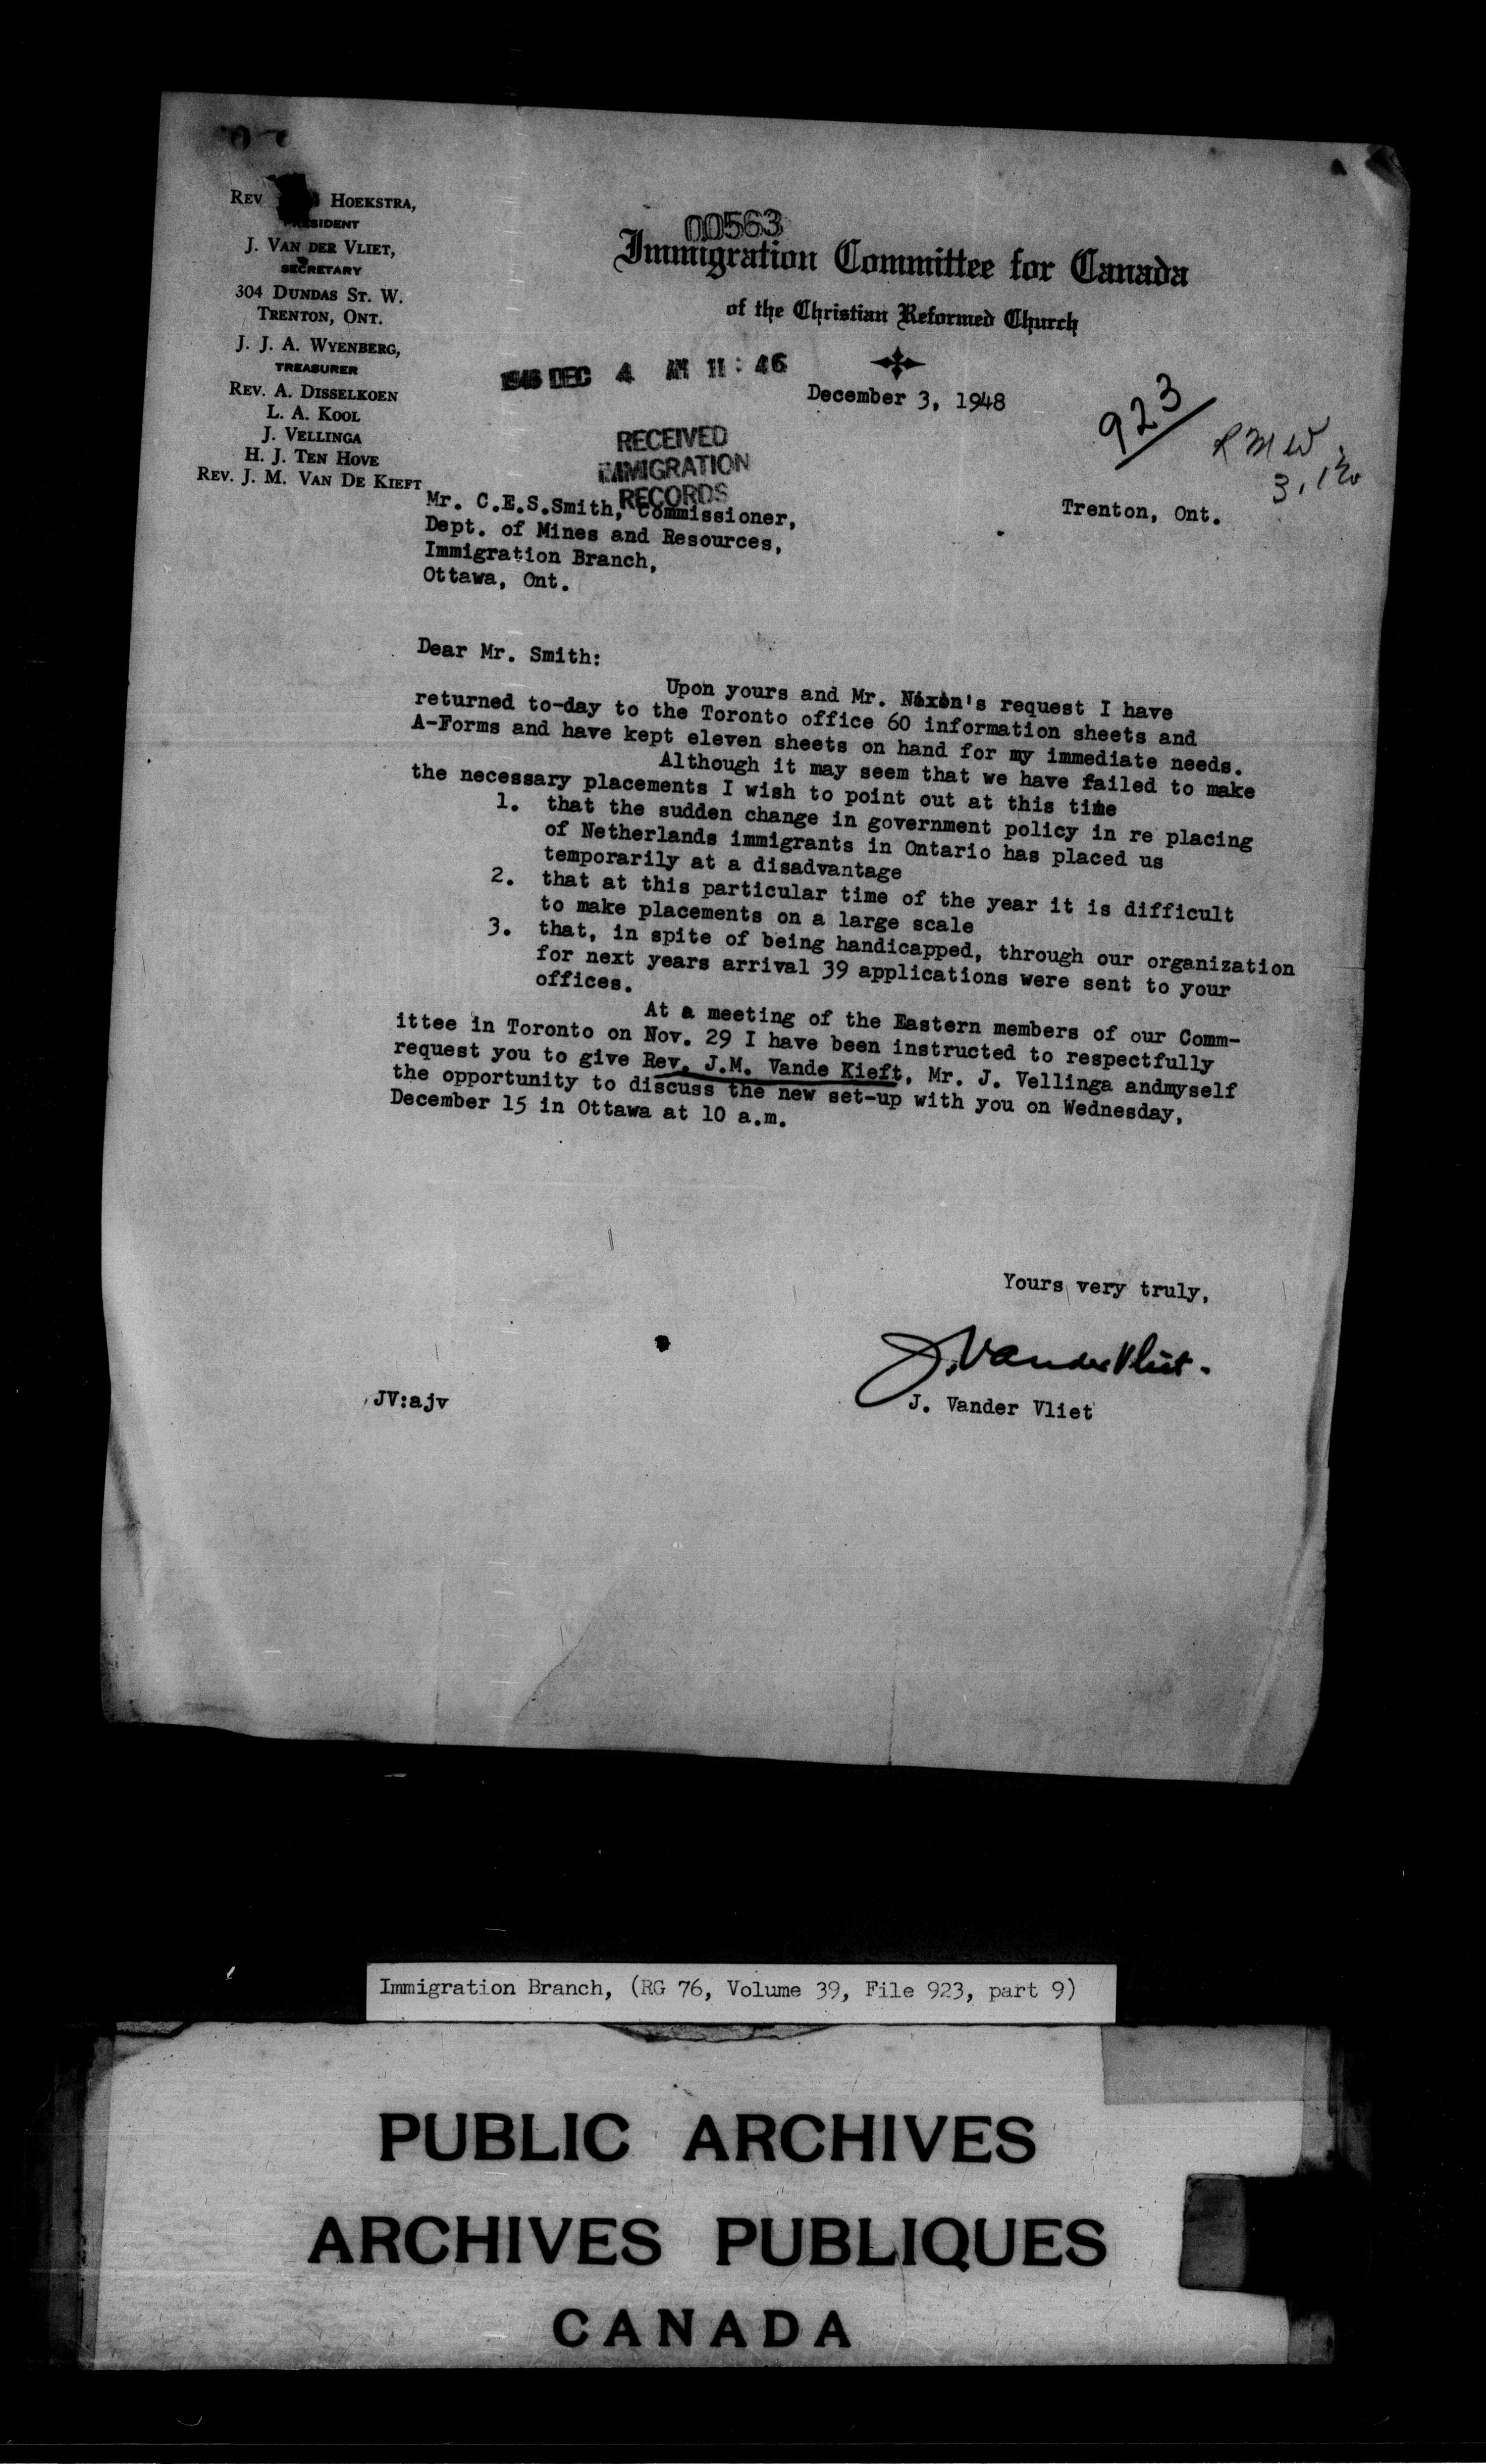 REV HOEKSTRA,
PRESIDENT
J. VAN DER VLIET,
SECRETARY
304 DUNDAS ST. W.
TRENTON, ONT.
J. J. A. WYENBERG,
TREASURER
REV. A. DISSELKOEN
L. A. KOOL
J. VELLINGA
H. J. TEN HOVE
REV. J. M. VAN DE KIEFT
00563
Immigration Committee for Canada
of the Christian Reformed Church
1948 DEC 4 AM 11:46
December 3, 1948
923
RECEIVED
IMMIGRATION
RECORDS
Trenton, Ont.
Mr. C.E.S.Smith, Commissioner,
Dept. of Mines and Resources,
Immigration Branch,
Ottawa, Ont.
Dear Mr. Smith:
Upon yours and Mr. Nixon's request I have
returned to-day to the Toronto office 60 information sheets and
A-Forms and have kept eleven sheets on hand for my immediate needs.
Although it may seem that we have failed to make
the necessary placements I wish to point out at this time
1. that the sudden change in government policy in re placing
of Netherlands immigrants in Ontario has placed us
temporarily at a disadvantage
2. that at this particular time of the year it is difficult
to make placements on a large scale
3. that, in spite of being handicapped, through our organization
for next years arrival 39 applications were sent to your
offices.
At a meeting of the Eastern members of our Comm-
ittee in Toronto on Nov. 29 I have been instructed to respectfully
request you to give Rev. J.M. Vande Kieft, Mr. J. Vellinga andmyself
the opportunity to discuss the new set-up with you on Wednesday,
December 15 in Ottawa at 10 a.m.
Yours very truly,
J. VanderVliet.
J. Vander Vliet
JV:ajv
Immigration Branch, (RG 76, Volume 39, File 923, part 9)
PUBLIC ARCHIVES
ARCHIVES PUBLIQUES
CANADA